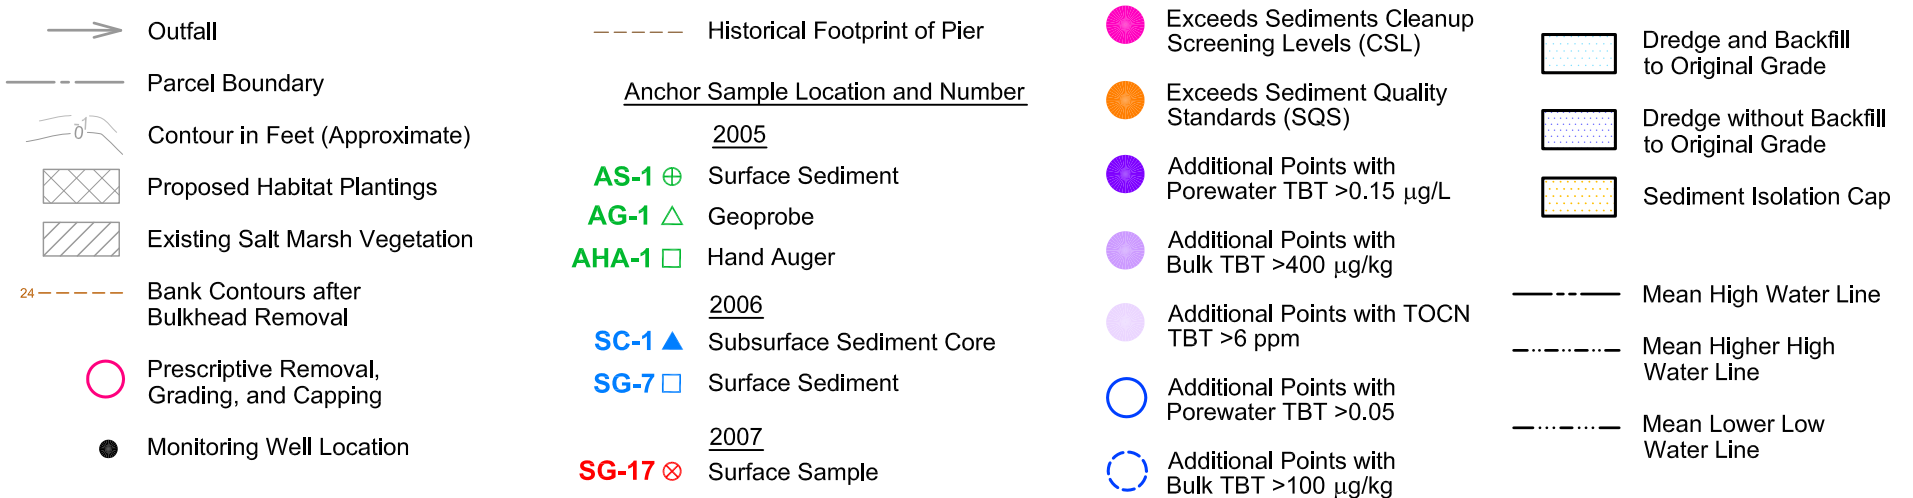 Outfall
Parcel Boundary
0
Contour in Feet (Approximate)
Proposed Habitat Plantings
Existing Salt Marsh Vegetation
24
Bank Contours after
Bulkhead Removal
Prescriptive Removal,
Grading, and Capping
Monitoring Well Location
Historical Footprint of Pier
Anchor Sample Location and Number
2005
AS-1 Surface Sediment
AG-1 Geoprobe
AHA-1 Hand Auger
2006
SC-1 Subsurface Sediment Core
SG-7 Surface Sediment
2007
SG-17 Surface Sample
Exceeds Sediments Cleanup
Screening Levels (CSL)
Exceeds Sediment Quality
Standards (SQS)
Additional Points with
Porewater TBT >0.15 µg/L
Additional Points with
Bulk TBT >400 µg/kg
Additional Points with TOCN
TBT >6 ppm
Additional Points with
Porewater TBT >0.05
Additional Points with
Bulk TBT >100 µg/kg
Dredge and Backfill
to Original Grade
Dredge without Backfill
to Original Grade
Sediment Isolation Cap
Mean High Water Line
Mean Higher High
Water Line
Mean Lower Low
Water Line